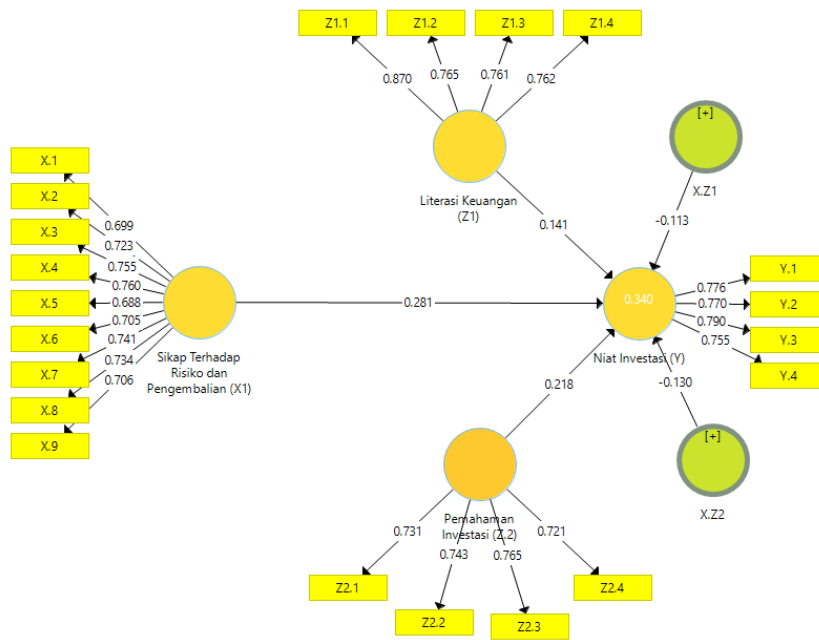 Z1.1
Z1.2
Z1.3
Z1.4
0.870
0.765
0.761
0.762
[+]
X.Z1
Literasi Keuangan
(Z1)
0.141
-0.113
X.1
X.2
X.3
X.4
X.5
X.6
X.7
X.8
X.9
0.699
0.723
0.755
0.760
0.688
0.705
0.741
0.734
0.706
Sikap Terhadap
Risiko dan
Pengembalian (X1)
0.281
0.340
Niat Investasi (Y)
0.776
0.770
0.790
0.755
Y.1
Y.2
Y.3
Y.4
0.218
-0.130
[+]
X.Z2
Pemahaman
Investasi (Z.2)
0.731
0.743
0.765
0.721
Z2.1
Z2.2
Z2.3
Z2.4